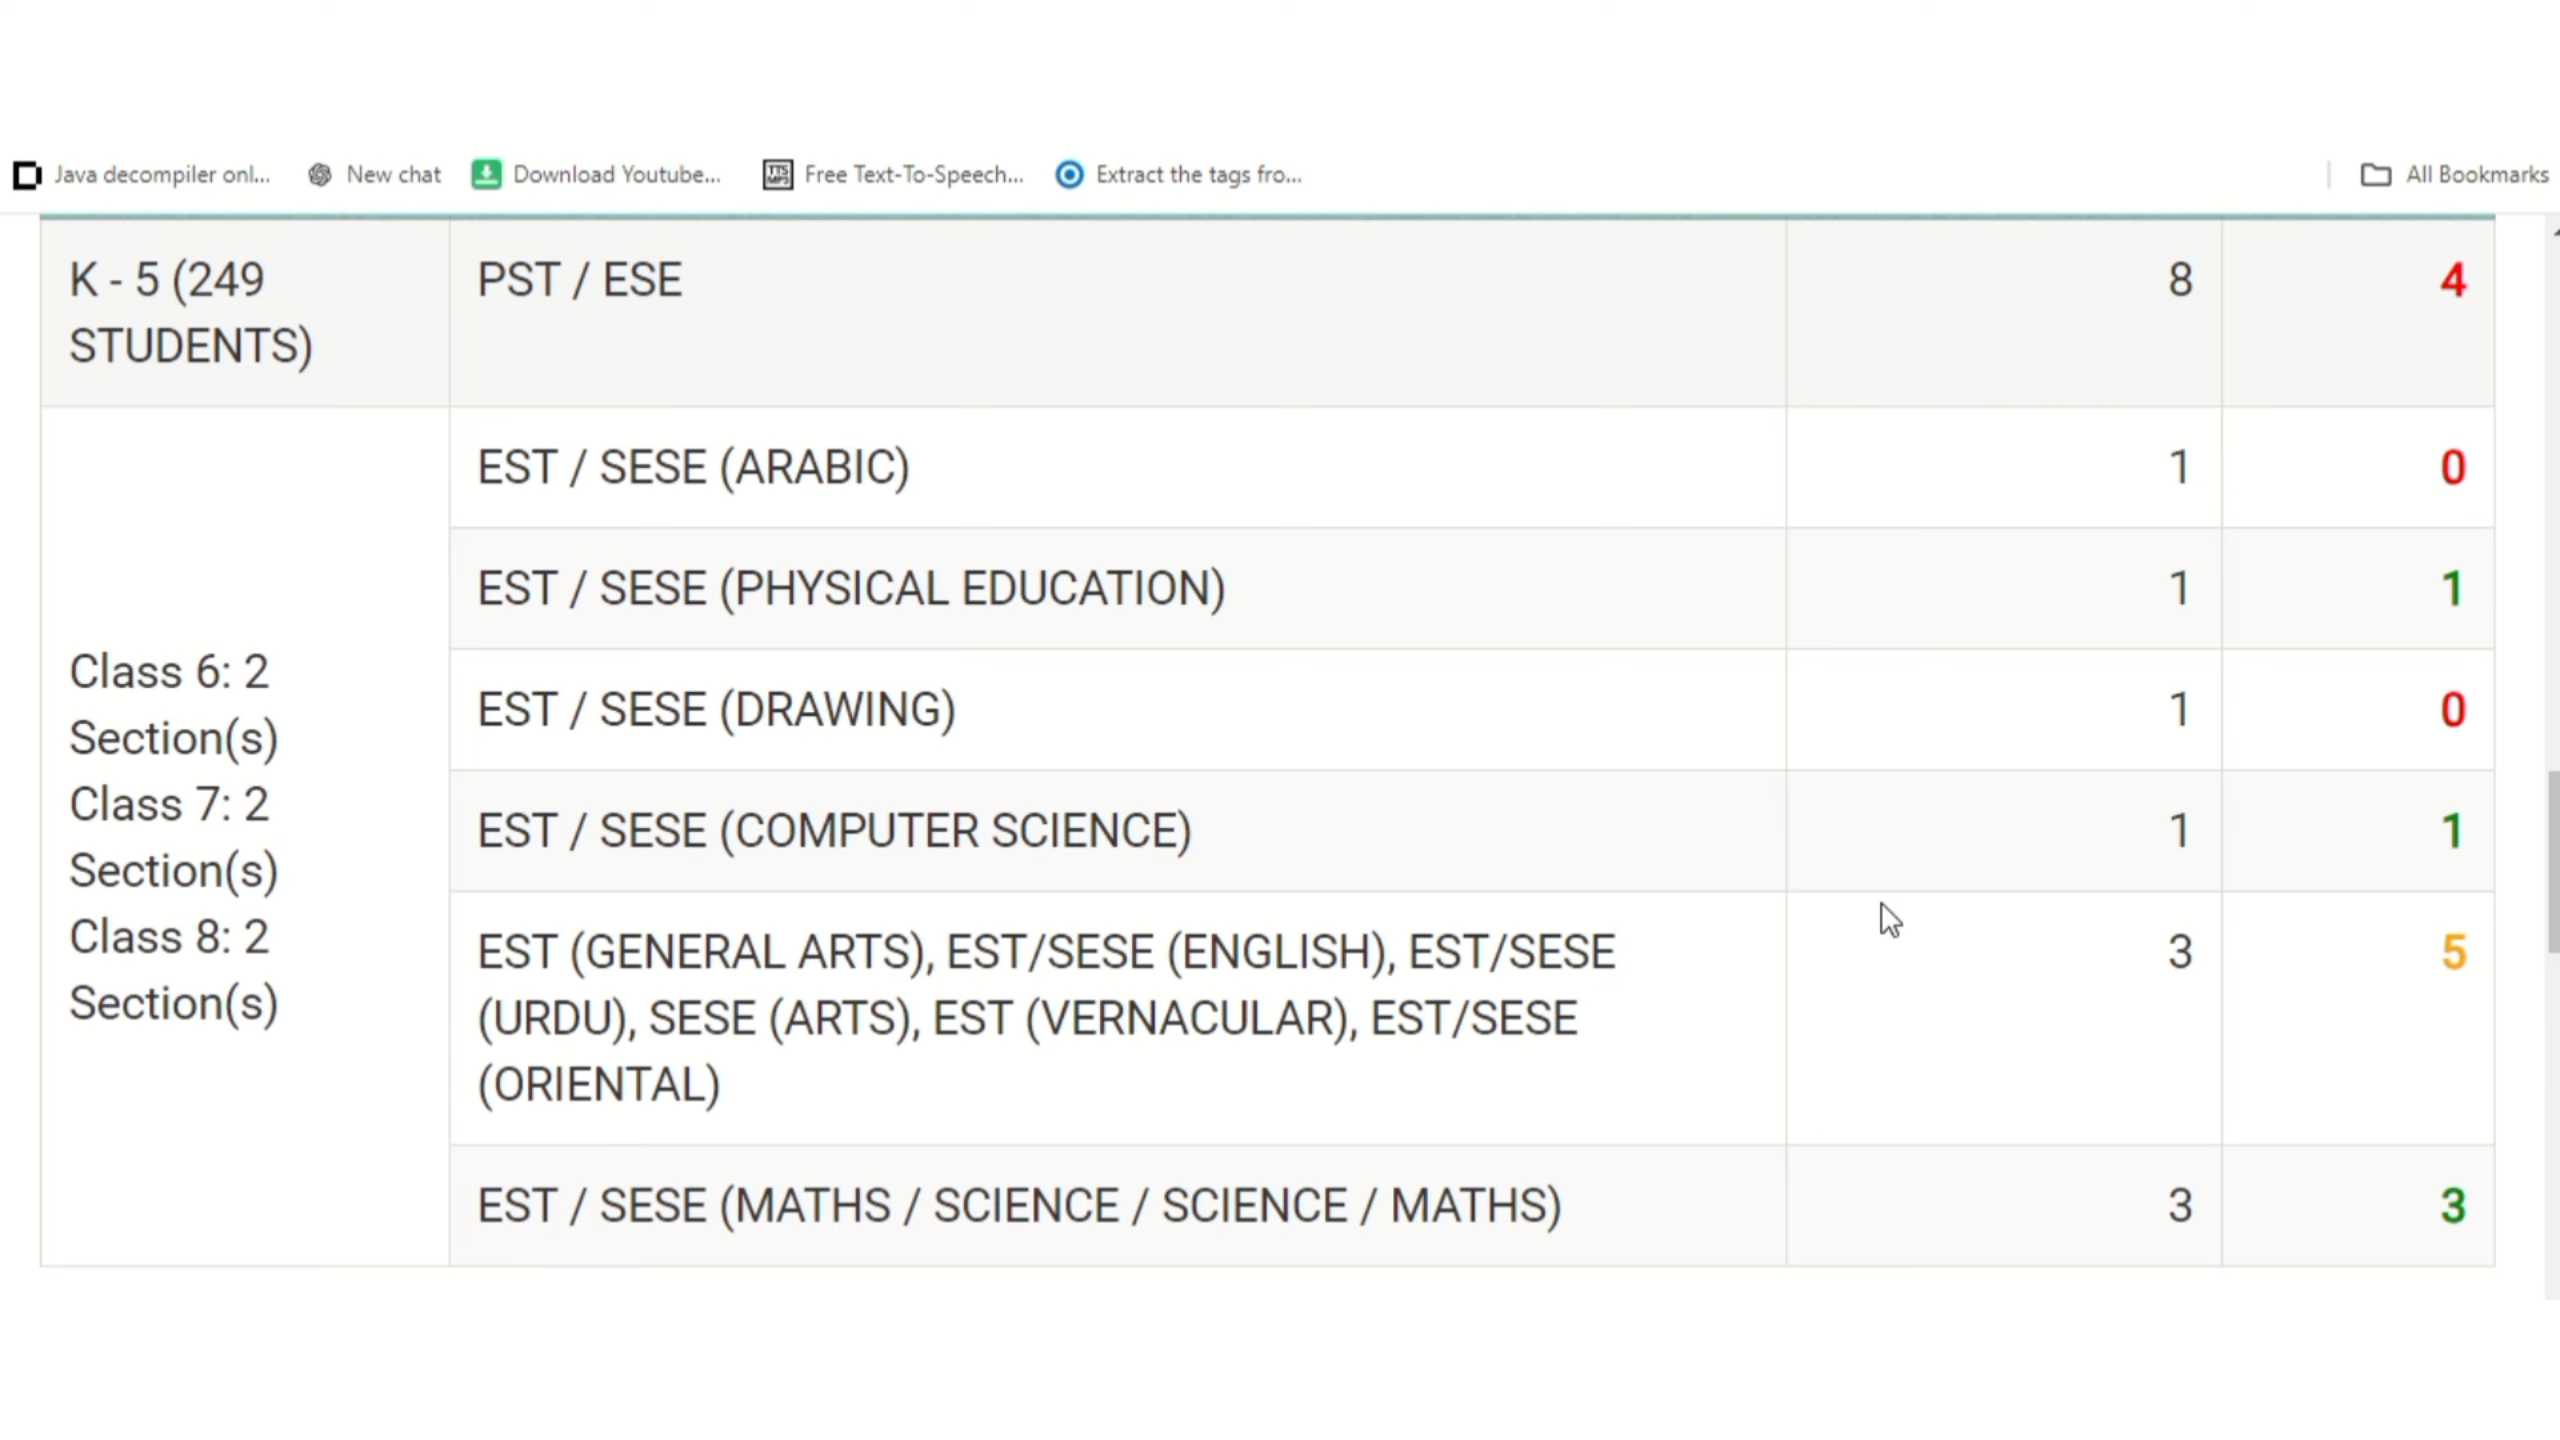 Java decompiler onl... New chat Download Youtube... TTS MP3 Free Text-To-Speech... Extract the tags fro... All Bookmarks
K - 5 (249
STUDENTS)
PST / ESE 8 4
Class 6: 2
Section(s)
Class 7: 2
Section(s)
Class 8: 2
Section(s)
EST / SESE (ARABIC) 1 0
EST / SESE (PHYSICAL EDUCATION) 1 1
EST / SESE (DRAWING) 1 0
EST / SESE (COMPUTER SCIENCE) 1 1
EST (GENERAL ARTS), EST/SESE (ENGLISH), EST/SESE 3 5
(URDU), SESE (ARTS), EST (VERNACULAR), EST/SESE
(ORIENTAL)
EST / SESE (MATHS / SCIENCE / SCIENCE / MATHS) 3 3